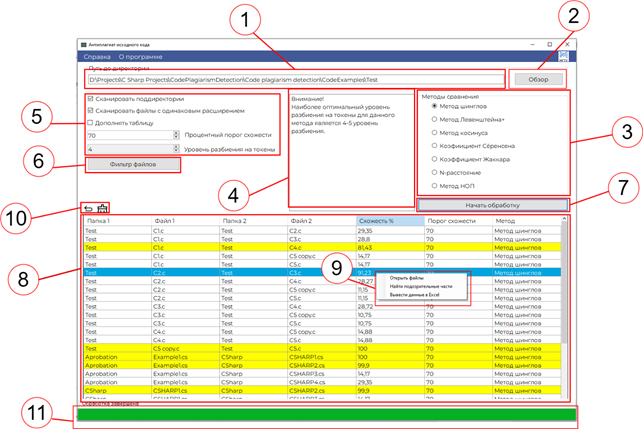 1
2
Антиплагиат исходного кода
Справка О программе
Путь до директории
D:\Projects\C Sharp Projects\CodePlagiarismDetection\Code plagiarism detection\CodeExamples\Test
Обзор
5
Сканировать поддиректории
Сканировать файлы с одинаковым расширением
Дополнять таблицу
70 Процентный порог схожести
4 Уровень разбиения на токены
6
Фильтр файлов
Внимание!
Наиболее оптимальный уровень
разбиения на токены для данного
метода является 4-5 уровень
разбиения.
4
Методы сравнения
Метод шинглов
Метод Левенштейна+
Метод косинуса
Коэффициент Сёренсена
Коэффициент Жаккара
N-расстояние
Метод НОП
3
7
Начать обработку
10
8
Папка 1 Файл 1 Папка 2 Файл 2 Схожесть % Порог схожести Метод
Test C1.c Test C2.c 29,35 70 Метод шинглов
Test C1.c Test C3.c 28,8 70 Метод шинглов
Test C1.c Test C4.c 81,43 70 Метод шинглов
Test C1.c Test C5 copy.c 14,17 70 Метод шинглов
Test C1.c Test C5.c 14,17 70 Метод шинглов
Test C2.c Test C3.c 91,23 70 Метод шинглов
Test C2.c Test C4.c 28,27 Метод шинглов
Test C2.c Test C5 copy.c 11,15 Метод шинглов
Test C2.c Test C5.c 11,15 Метод шинглов
Test C3.c Test C4.c 28,72 70 Метод шинглов
Test C3.c Test C5 copy.c 10,75 70 Метод шинглов
Test C3.c Test C5.c 10,75 70 Метод шинглов
Test C4.c Test C5 copy.c 14,88 70 Метод шинглов
Test C4.c Test C5.c 14,88 70 Метод шинглов
Test C5 copy.c Test C5.c 100 70 Метод шинглов
Aprobation Example1.cs CSharp CSHARP1.cs 100 70 Метод шинглов
Aprobation Example1.cs CSharp CSHARP2.cs 99,9 70 Метод шинглов
Aprobation Example1.cs CSharp CSHARP3.cs 14,17 70 Метод шинглов
Aprobation Example1.cs CSharp CSHARP4.cs 29,35 70 Метод шинглов
CSharp CSHARP1.cs CSharp CSHARP2.cs 99,9 70 Метод шинглов
CSharp CSHARP1.cs CSharp CSHARP3.cs 14,17 70 Метод шинглов
9
Открыть файлы
Найти подозрительные части
Вывести данные в Excel
11
Обработка завершена